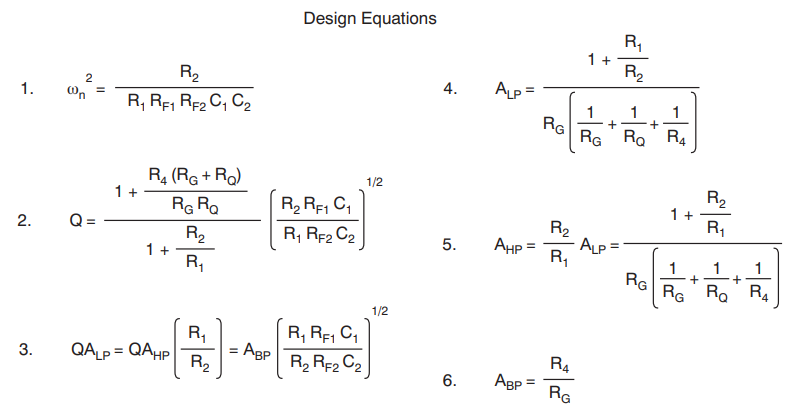 Design Equations
1. ωn² = R2 / (R1 RF1 RF2 C1 C2)
2. Q = (1 + R4 (RG + RQ) / (RG RQ)) / (1 + R2 / R1) (R2 RF1 C1 / (R1 RF2 C2))^1/2
3. QALP = QAHP (R1 / R2) = ABP (R1 RF1 C1 / (R2 RF2 C2))^1/2
4. ALP = (1 + R1 / R2) / (RG (1 / RG + 1 / RQ + 1 / R4))
5. AHP = R2 / R1 ALP = (1 + R2 / R1) / (RG (1 / RG + 1 / RQ + 1 / R4))
6. ABP = R4 / RG